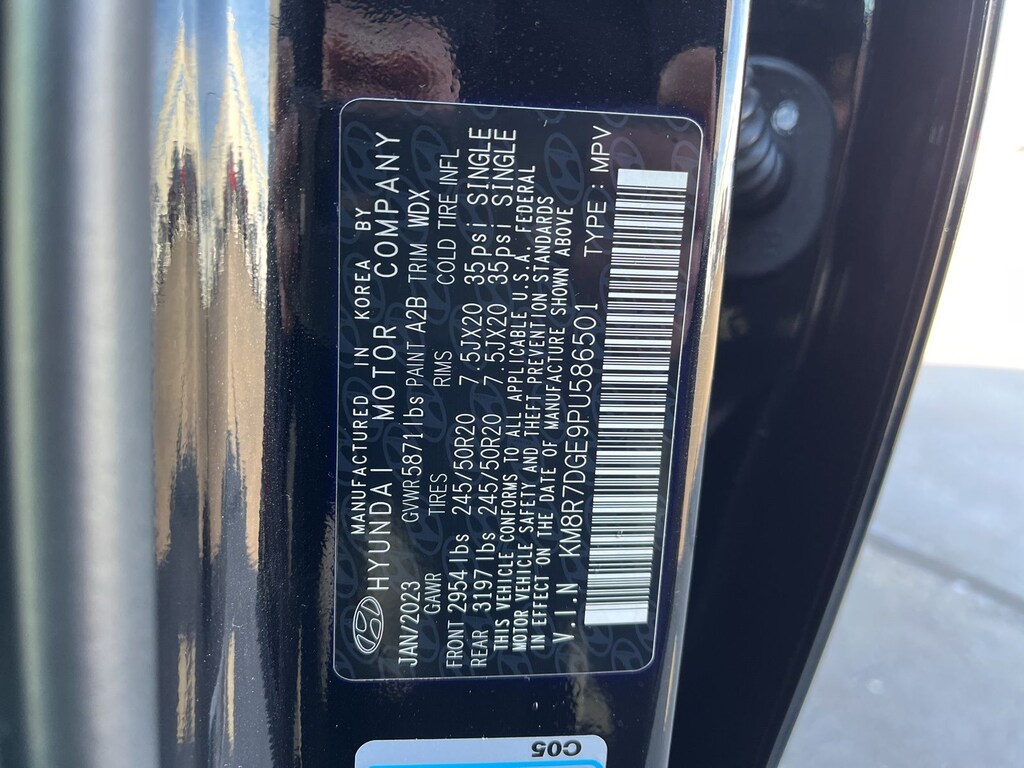 MANUFACTURED IN KOREA BY
HYUNDAI MOTOR COMPANY
JAN/2023 GVWR5871lbs PAINT A2B TRIM WDX
GAWR TIRES RIMS COLD TIRE INFL
FRONT 2954lbs 245/50R20 7.5JX20 35psi SINGLE
REAR 3197lbs 245/50R20 7.5JX20 35psi SINGLE
THIS VEHICLE CONFORMS TO ALL APPLICABLE U.S.A. FEDERAL
MOTOR VEHICLE SAFETY AND THEFT PREVENTION STANDARDS
IN EFFECT ON THE DATE OF MANUFACTURE SHOWN ABOVE
V.I.N KM8R7DGE9PU586501 TYPE : MPV
C05